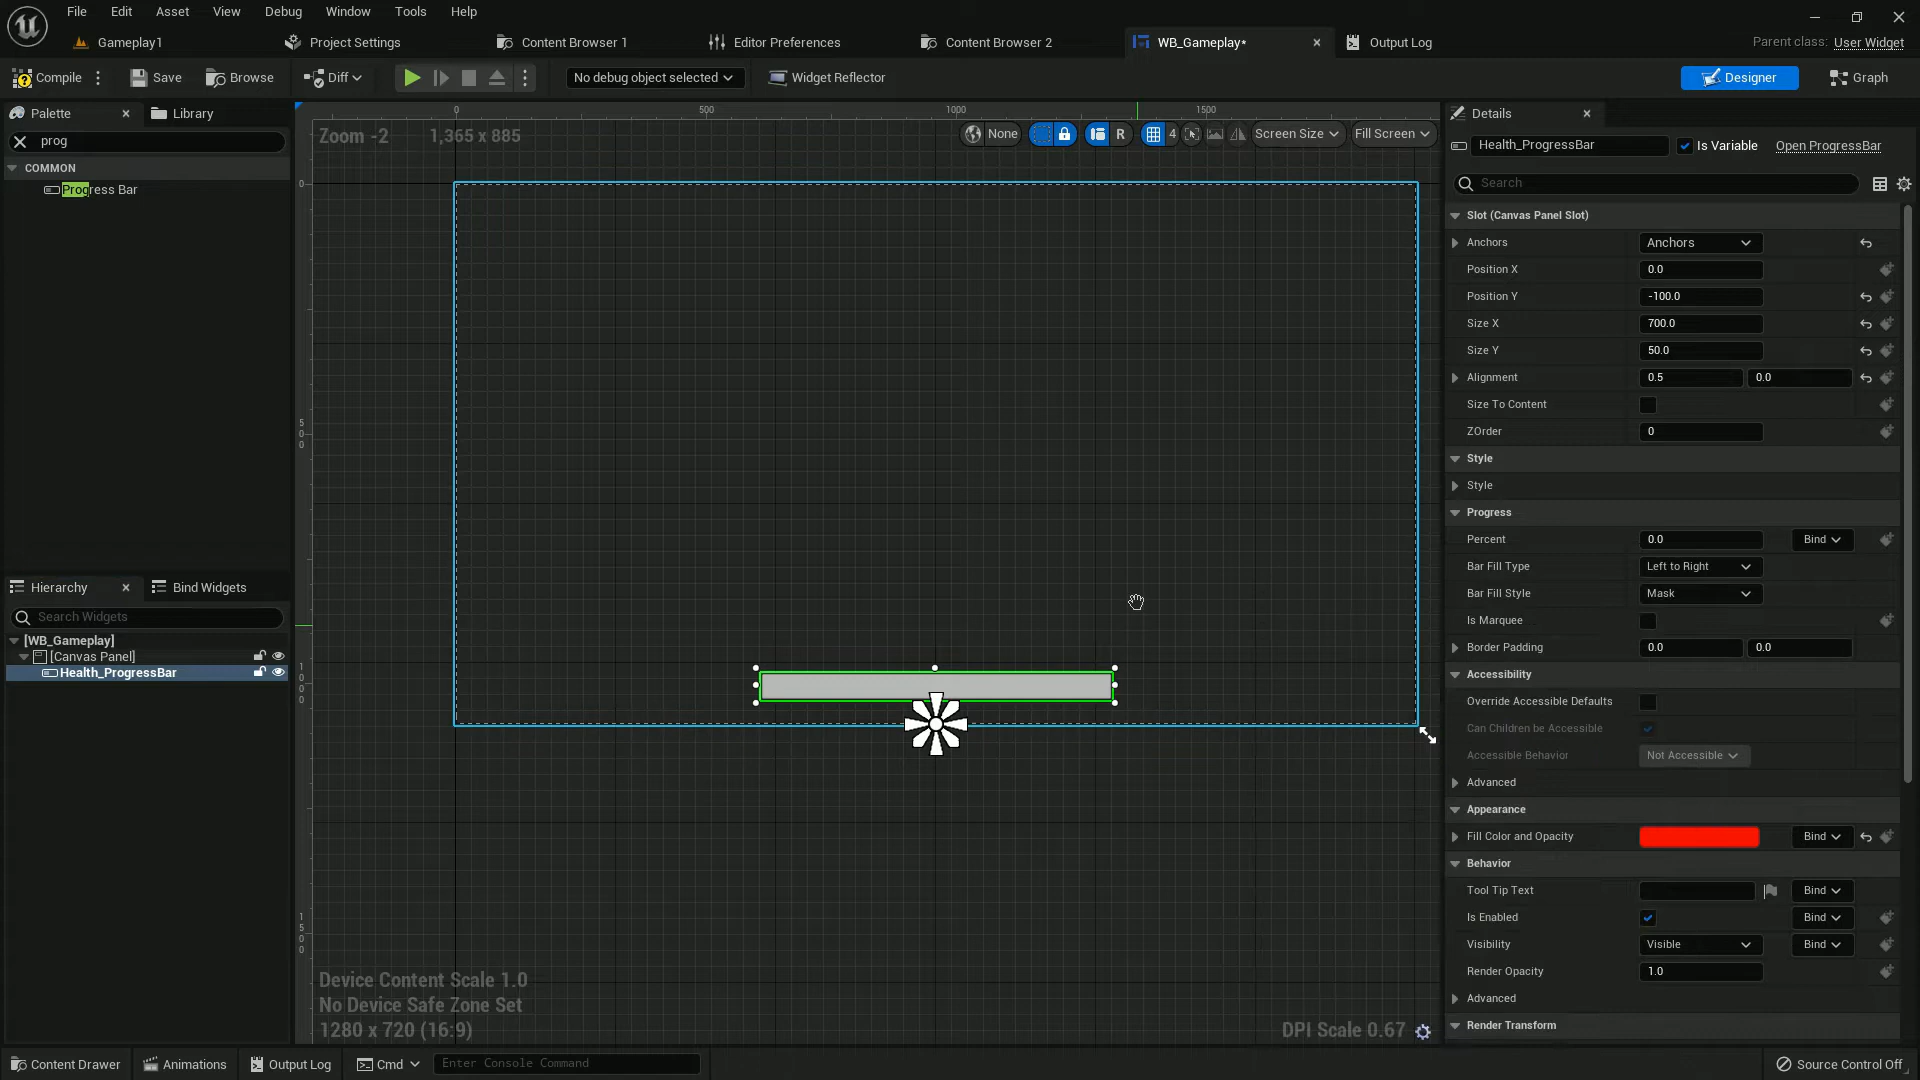 File Edit Asset View Debug Window Tools Help
Gameplay1 Project Settings Content Browser 1 Editor Preferences Content Browser 2 WB_Gameplay* Output Log Parent class: User Widget
Compile Save Browse Diff No debug object selected Widget Reflector Designer Graph
Palette Library
prog
COMMON
Progress Bar
Hierarchy Bind Widgets
Search Widgets
[WB_Gameplay]
[Canvas Panel]
Health_ProgressBar
0 500 1000 1500
Zoom -2 1,365 x 885 None R 4 Screen Size Fill Screen
0
500
1000
1500
Device Content Scale 1.0
No Device Safe Zone Set
1280 x 720 (16:9) DPI Scale 0.67
Details
Health_ProgressBar Is Variable Open ProgressBar
Search
Slot (Canvas Panel Slot)
Anchors Anchors
Position X 0.0
Position Y -100.0
Size X 700.0
Size Y 50.0
Alignment 0.5 0.0
Size To Content
ZOrder 0
Style
Style
Progress
Percent 0.0 Bind
Bar Fill Type Left to Right
Bar Fill Style Mask
Is Marquee
Border Padding 0.0 0.0
Accessibility
Override Accessible Defaults
Can Children be Accessible
Accessible Behavior Not Accessible
Advanced
Appearance
Fill Color and Opacity Bind
Behavior
Tool Tip Text Bind
Is Enabled Bind
Visibility Visible Bind
Render Opacity 1.0
Advanced
Render Transform
Content Drawer Animations Output Log Cmd Enter Console Command Source Control Off